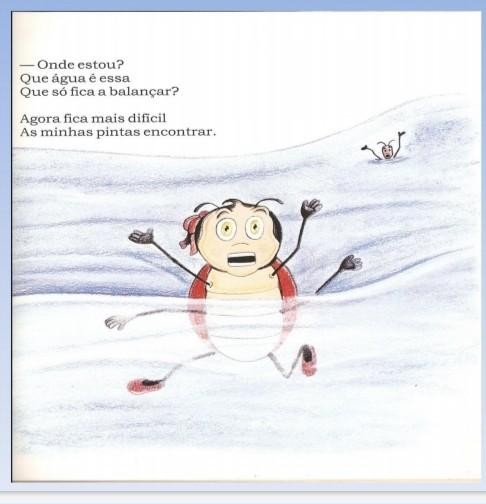 — Onde estou?
Que água é essa
Que só fica a balançar?
Agora fica mais difícil
As minhas pintas encontrar.